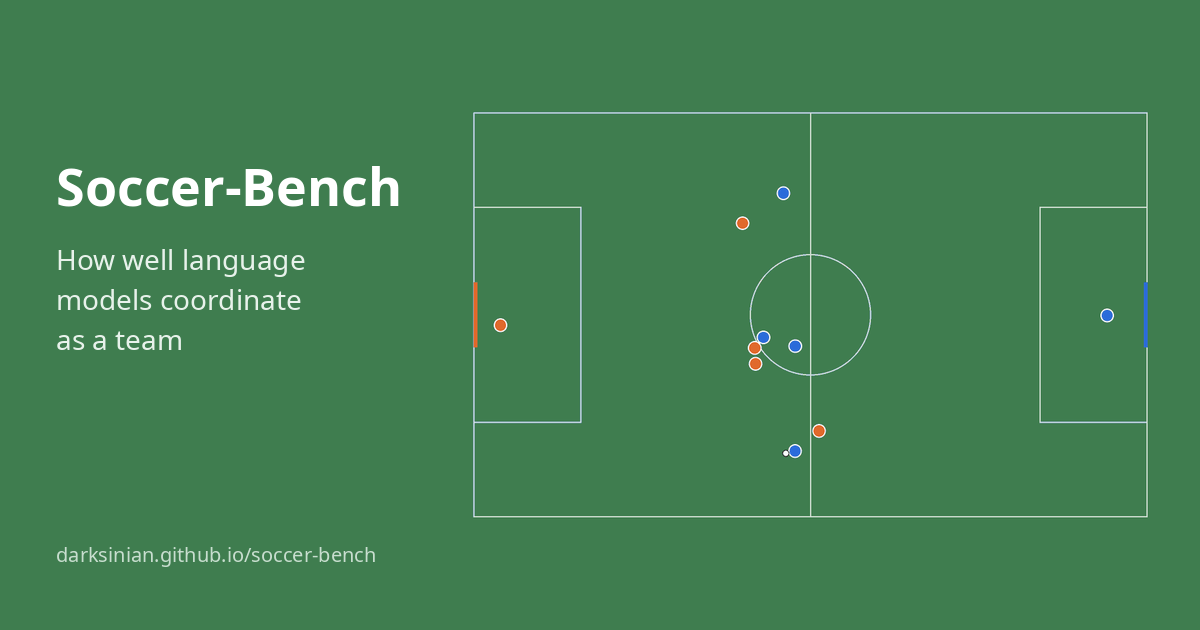 Soccer-Bench
How well language
models coordinate
as a team
darksinian.github.io/soccer-bench